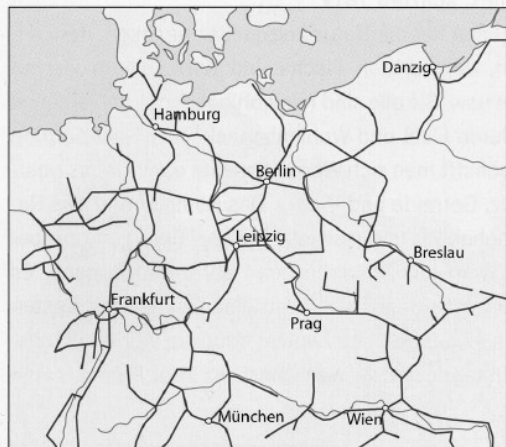 Danzig
Hamburg
Berlin
Leipzig
Breslau
Frankfurt
Prag
München
Wien